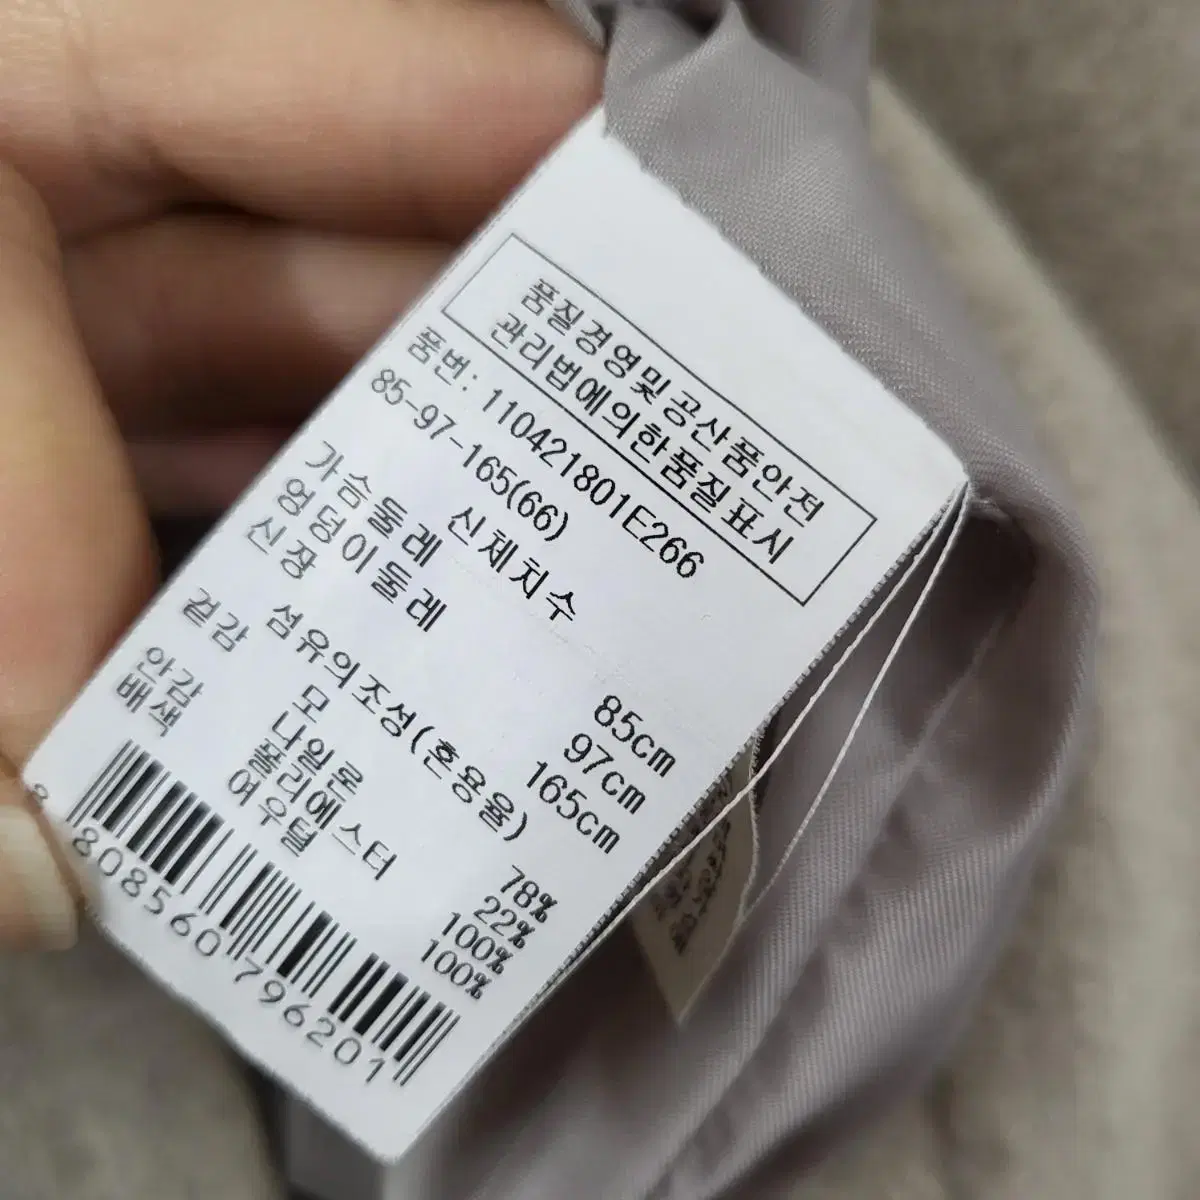 품질경영및공산품안전
관리법에의한품질표시
품번: 110421801E266
85-97-165(66)
신체치수
가슴둘레 85cm
엉덩이둘레 97cm
신장 165cm
섬유의조성(혼용율)
겉감 모 78%
나일론 22%
안감 폴리에스터 100%
배색 여우털 100%
8 808560 796201